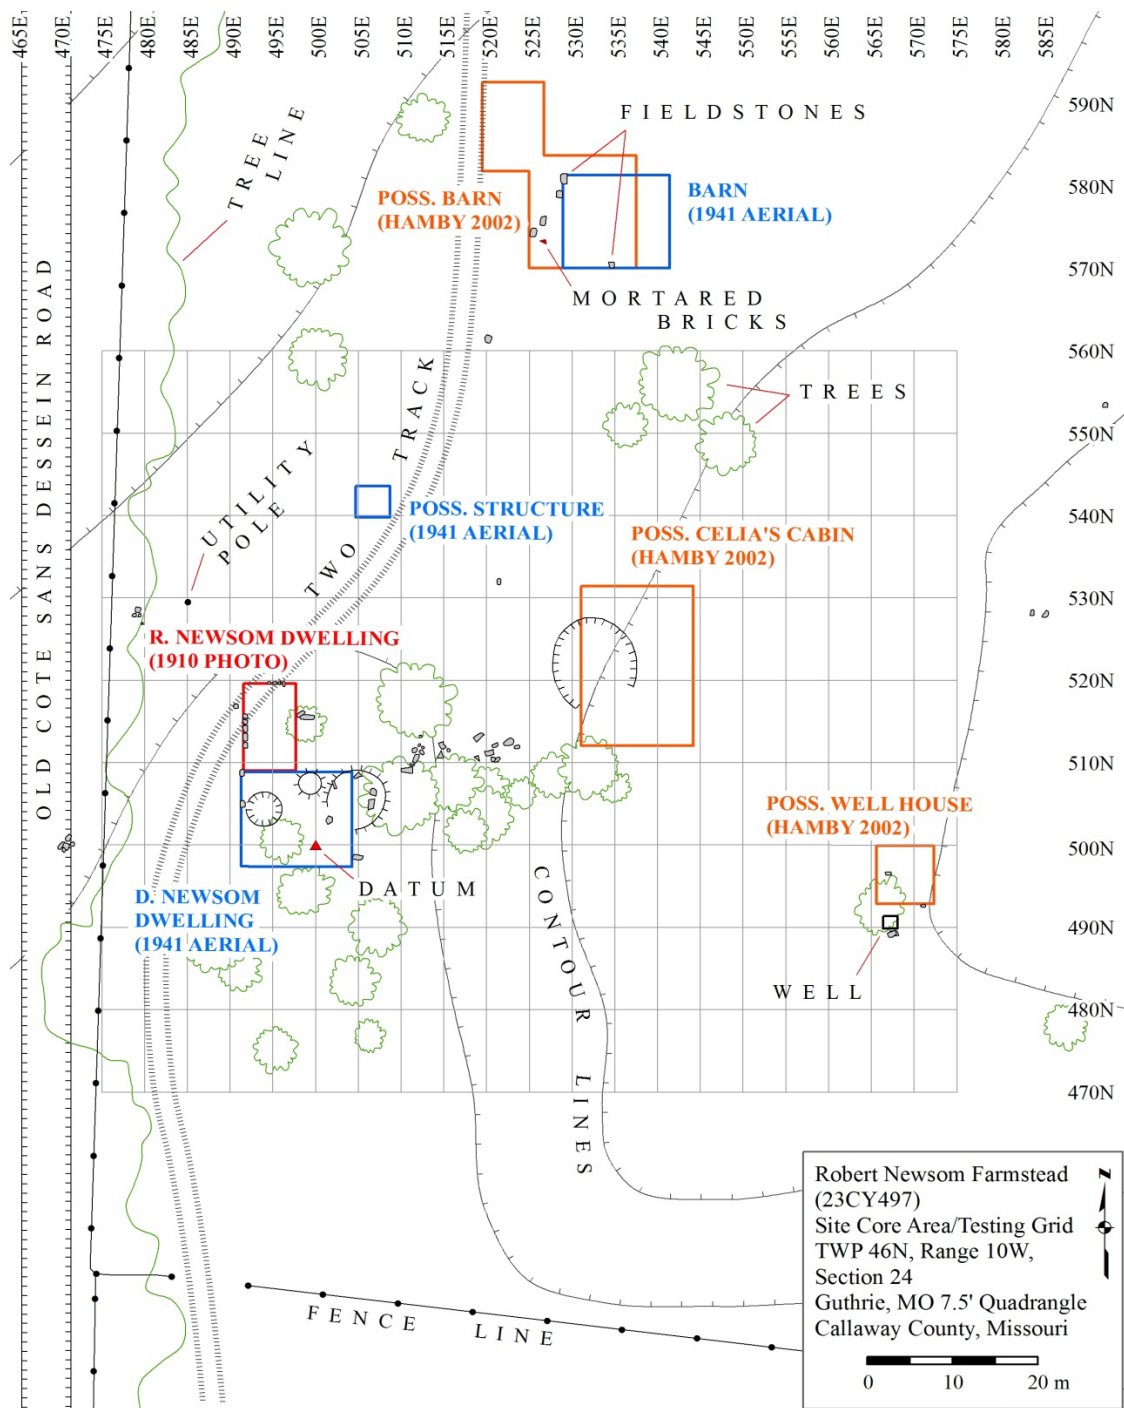 465E 470E 475E 480E 485E 490E 495E 500E 505E 510E 515E 520E 525E 530E 535E 545E 550E 555E 560E 565E 570E 575E 580E 585E
590N
FIELDSTONES
TREE
LINE
580N
POSS. BARN
(HAMBY 2002)
BARN
(1941 AERIAL)
570N
MORTARED
BRICKS
560N
TREES
550N
OLD COTE SANS DESSEIN ROAD
TWO TRACK
UTILITY
POLE
540N
POSS. STRUCTURE
(1941 AERIAL)
POSS. CELIA'S CABIN
(HAMBY 2002)
530N
R. NEWSOM DWELLING
(1910 PHOTO)
520N
510N
POSS. WELL HOUSE
(HAMBY 2002)
500N
DATUM
D. NEWSOM
DWELLING
(1941 AERIAL)
490N
CONTOUR LINES
WELL
480N
470N
FENCE LINE
Robert Newsom Farmstead
(23CY497)
Site Core Area/Testing Grid
TWP 46N, Range 10W,
Section 24
Guthrie, MO 7.5' Quadrangle
Callaway County, Missouri
N
0 10 20 m